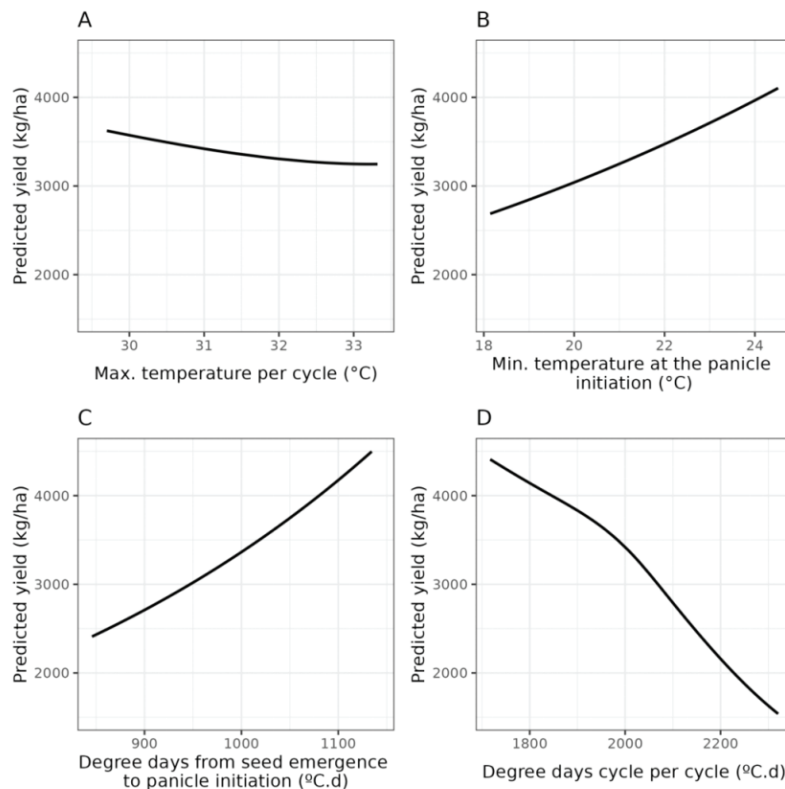 A
Predicted yield (kg/ha)
4000
3000
2000
30
31
32
33
Max. temperature per cycle (°C)
B
Predicted yield (kg/ha)
4000
3000
2000
18
20
22
24
Min. temperature at the panicle
initiation (°C)
C
Predicted yield (kg/ha)
4000
3000
2000
900
1000
1100
Degree days from seed emergence
to panicle initiation (ºC.d)
D
Predicted yield (kg/ha)
4000
3000
2000
1800
2000
2200
Degree days cycle per cycle (ºC.d)